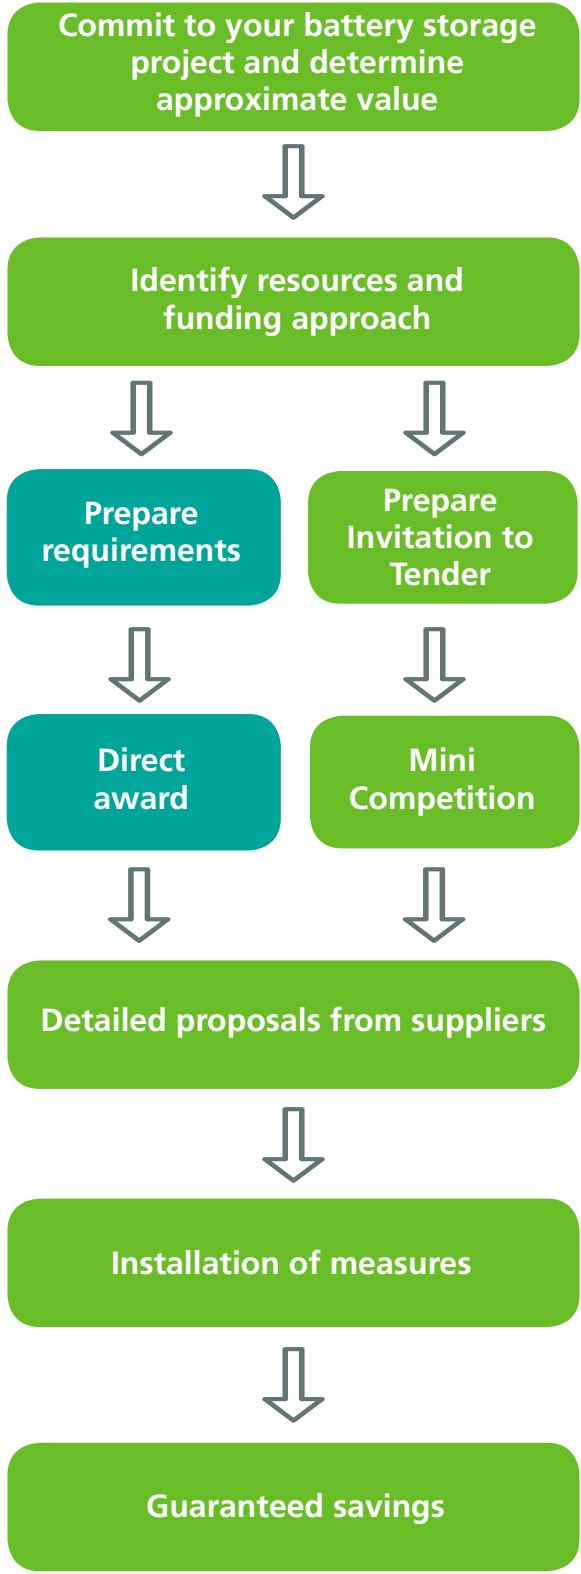 Commit to your battery storage
project and determine
approximate value
Identify resources and
funding approach
Prepare
requirements
Prepare
Invitation to
Tender
Direct
award
Mini
Competition
Detailed proposals from suppliers
Installation of measures
Guaranteed savings